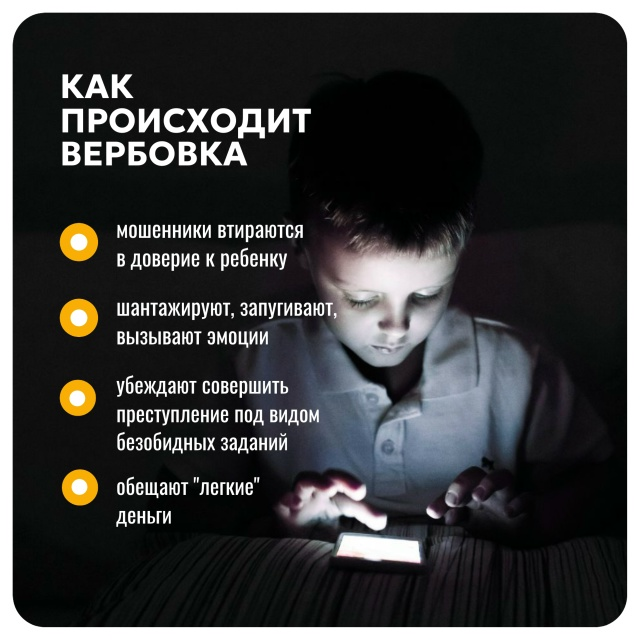 КАК
ПРОИСХОДИТ
ВЕРБОВКА
мошенники втираются
в доверие к ребенку
шантажируют, запугивают,
вызывают эмоции
убеждают совершить
преступление под видом
безобидных заданий
обещают "легкие"
деньги